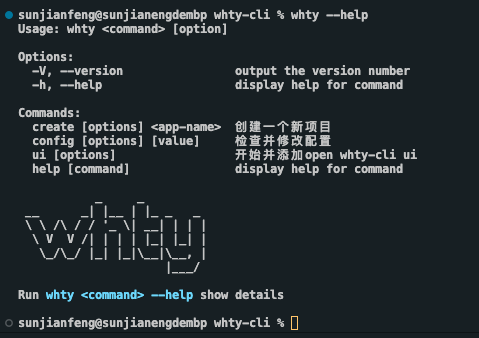 sunjianfeng@sunjianengdembp whty-cli % whty --help
Usage: whty <command> [option]
Options:
-V, --version output the version number
-h, --help display help for command
Commands:
create [options] <app-name> 创建一个新项目
config [options] [value] 检查并修改配置
ui [options] 开始并添加open whty-cli ui
help [command] display help for command
whty
Run whty <command> --help show details
sunjianfeng@sunjianengdembp whty-cli %